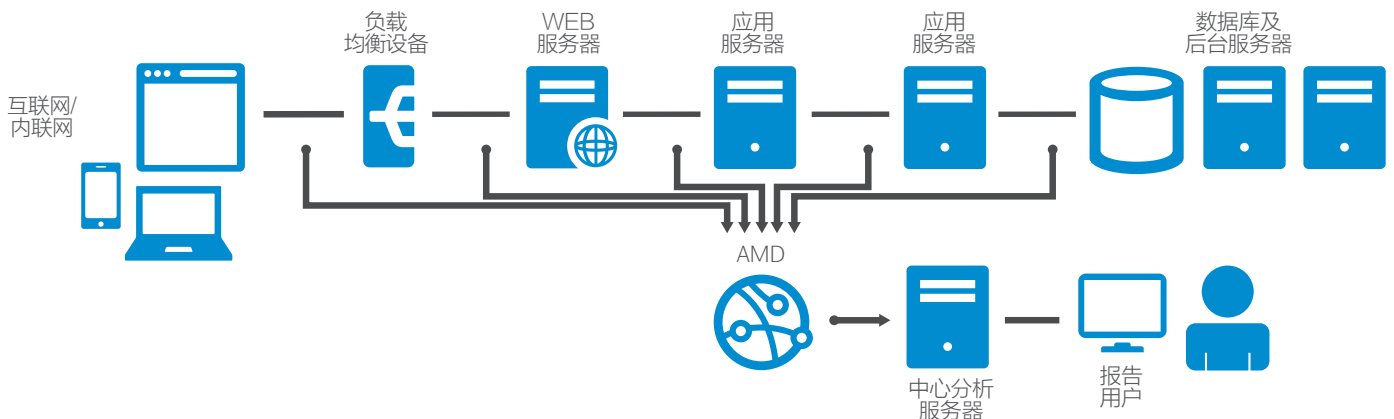 负载
均衡设备
WEB
服务器
应用
服务器
应用
服务器
数据库及
后台服务器
互联网/
内联网
AMD
中心分析
服务器
报告
用户